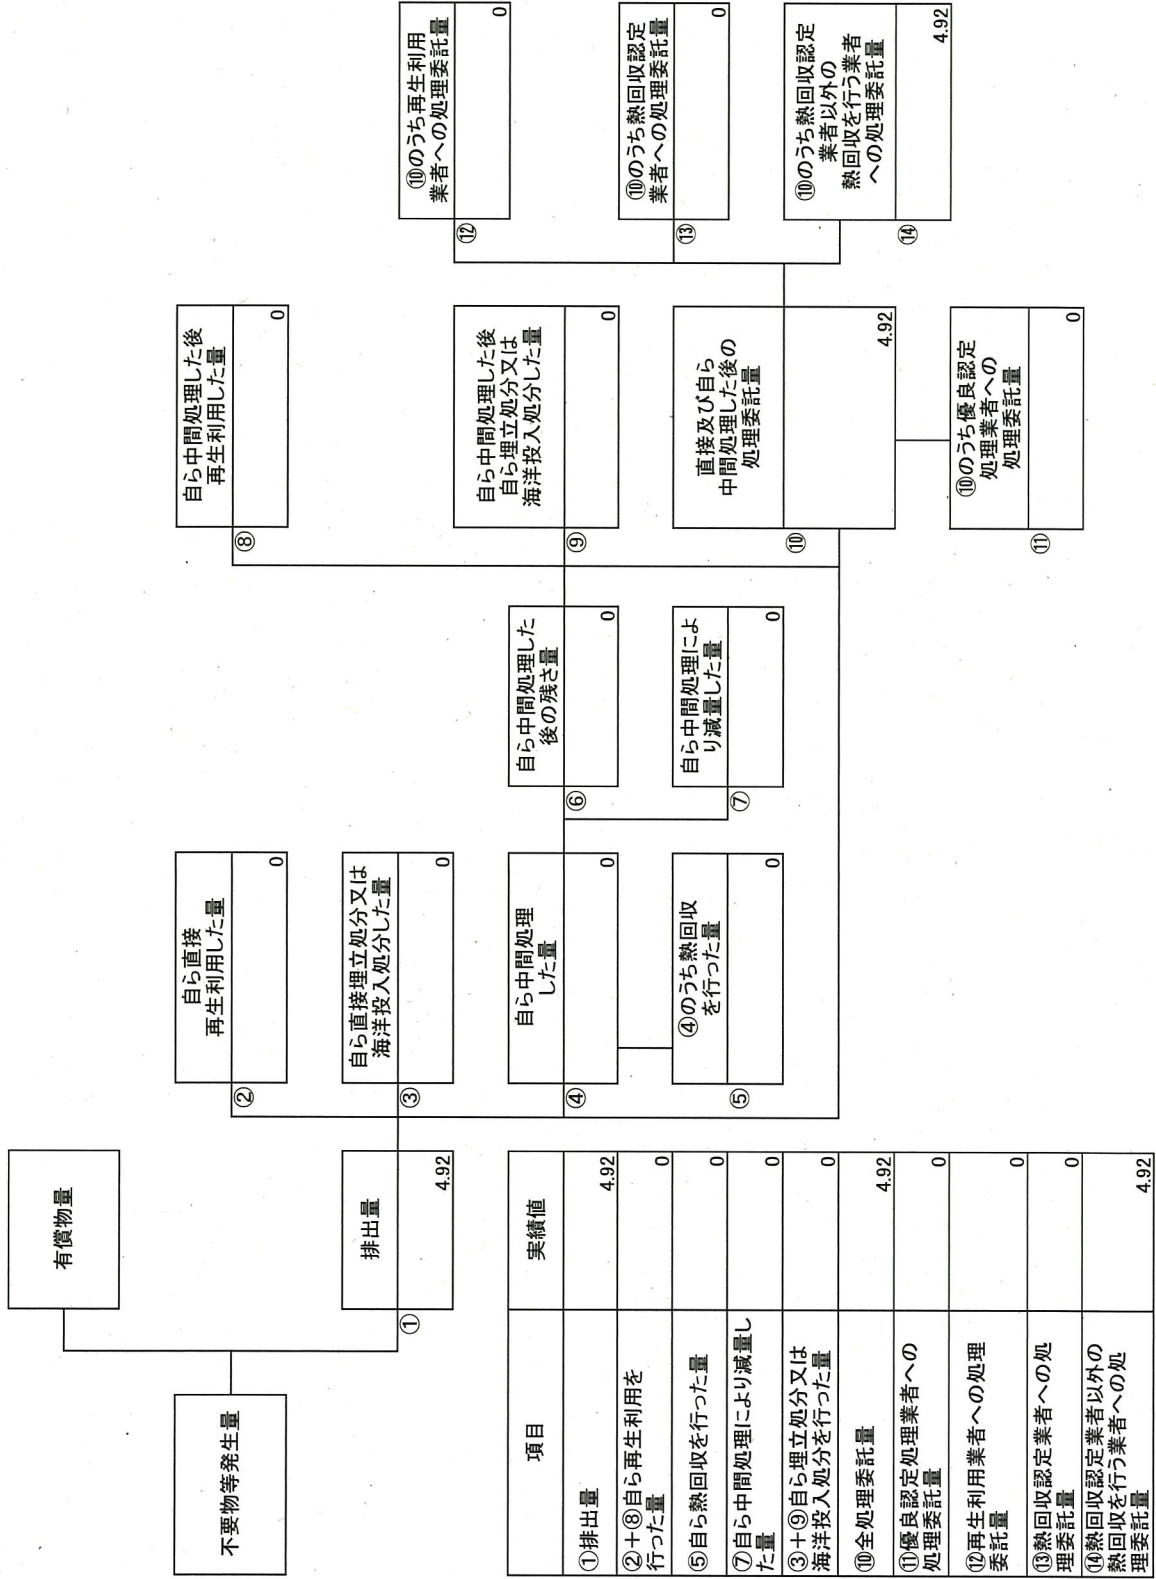 不要物等発生量
有償物量
①
排出量
4.92
②
自ら直接
再生利用した量
0
③
自ら直接埋立処分又は
海洋投入処分した量
0
④
自ら中間処理
した量
0
⑤
④のうち熱回収
を行った量
0
⑥
自ら中間処理した
後の残さ量
0
⑦
自ら中間処理によ
り減量した量
0
⑧
自ら中間処理した後
再生利用した量
0
⑨
自ら中間処理した後
自ら埋立処分又は
海洋投入処分した量
0
⑩
直接及び自ら
中間処理した後の
処理委託量
4.92
⑪
⑩のうち優良認定
処理業者への
処理委託量
0
⑫
⑩のうち再生利用
業者への処理委託量
0
⑬
⑩のうち熱回収認定
業者への処理委託量
0
⑭
⑩のうち熱回収認定
業者以外の
熱回収を行う業者
への処理委託量
4.92
項目 実績値
①排出量 4.92
②+⑧自ら再生利用を
行った量 0
⑤自ら熱回収を行った量 0
⑦自ら中間処理により減量し
た量 0
③+⑨自ら埋立処分又は
海洋投入処分を行った量 0
⑩全処理委託量 4.92
⑪優良認定処理業者への
処理委託量 0
⑫再生利用業者への処理
委託量 0
⑬熱回収認定業者への処
理委託量 0
⑭熱回収認定業者以外の
熱回収を行う業者への処
理委託量 4.92